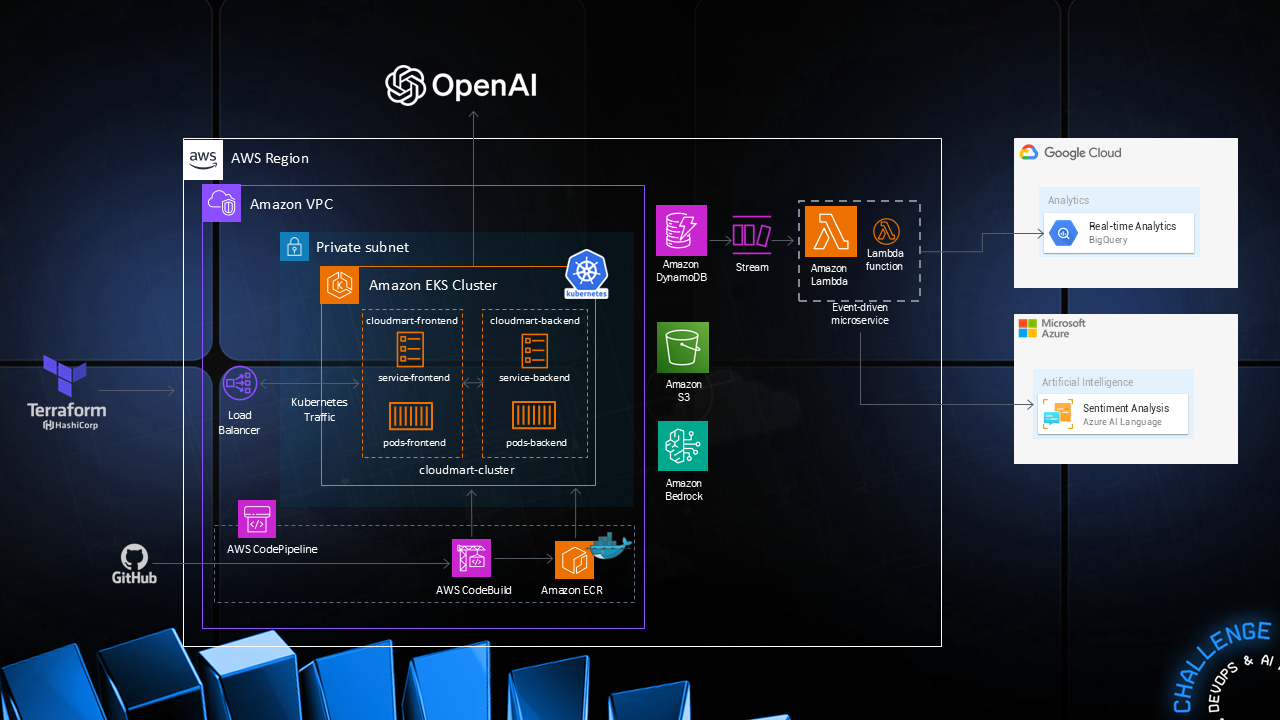 OpenAI
aws
AWS Region
Amazon VPC
Private subnet
Amazon EKS Cluster
kubernetes
cloudmart-frontend
cloudmart-backend
service-frontend
service-backend
pods-frontend
pods-backend
cloudmart-cluster
Terraform
HashiCorp
Load
Balancer
Kubernetes
Traffic
Amazon
DynamoDB
Stream
Amazon
Lambda
Lambda
function
Event-driven
microservice
Amazon
S3
Amazon
Bedrock
Google Cloud
Analytics
Real-time Analytics
BigQuery
Microsoft
Azure
Artificial Intelligence
Sentiment Analysis
Azure AI Language
AWS CodePipeline
GitHub
AWS CodeBuild
Amazon ECR
CHALLENGE
DEVOPS & AI